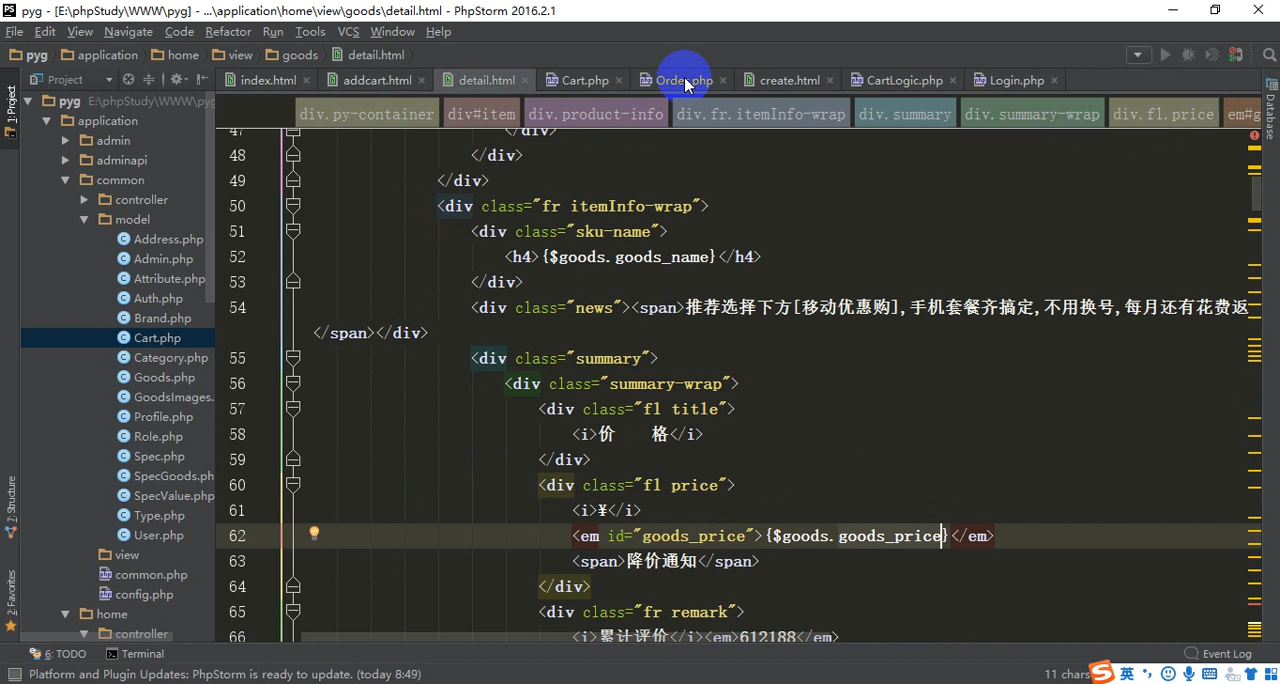 pyg - [E:\phpStudy\WWW\pyg] - ...\application\home\view\goods\detail.html - PhpStorm 2016.2.1
File Edit View Navigate Code Refactor Run Tools VCS Window Help
pyg application home view goods detail.html
Project index.html addcart.html detail.html Cart.php Order.php create.html CartLogic.php Login.php
div.py-container div#item div.product-info div.fr.itemInfo-wrap div.summary div.summary-wrap div.fl.price em#g
1: Project
7: Structure
2: Favorites
Database
pyg E:\phpStudy\WWW\pyg
application
admin
adminapi
common
controller
model
Address.php
Admin.php
Attribute.php
Auth.php
Brand.php
Cart.php
Category.php
Goods.php
GoodsImages.
Profile.php
Role.php
Spec.php
SpecGoods.ph
SpecValue.php
Type.php
User.php
view
common.php
config.php
home
controller
47 </div>
48 </div>
49 </div>
50 <div class="fr itemInfo-wrap">
51 <div class="sku-name">
52 <h4>{$goods.goods_name}</h4>
53 </div>
54 <div class="news"><span>推荐选择下方[移动优惠购],手机套餐齐搞定,不用换号,每月还有花费返
</span></div>
55 <div class="summary">
56 <div class="summary-wrap">
57 <div class="fl title">
58 <i>价　　格</i>
59 </div>
60 <div class="fl price">
61 <i>¥</i>
62 <em id="goods_price">{$goods.goods_price}</em>
63 <span>降价通知</span>
64 </div>
65 <div class="fr remark">
66 <i>累计评价</i><em>612188</em>
6: TODO Terminal Event Log
Platform and Plugin Updates: PhpStorm is ready to update. (today 8:49) 11 chars
英